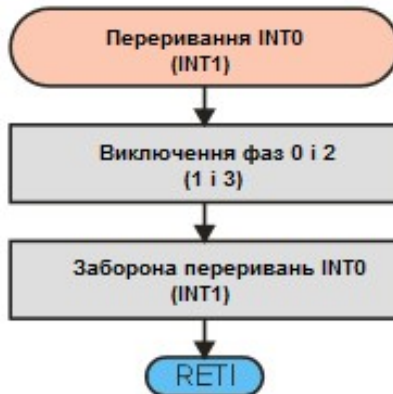 Переривання INT0
(INT1)
Виключення фаз 0 і 2
(1 і 3)
Заборона переривань INT0
(INT1)
RETI